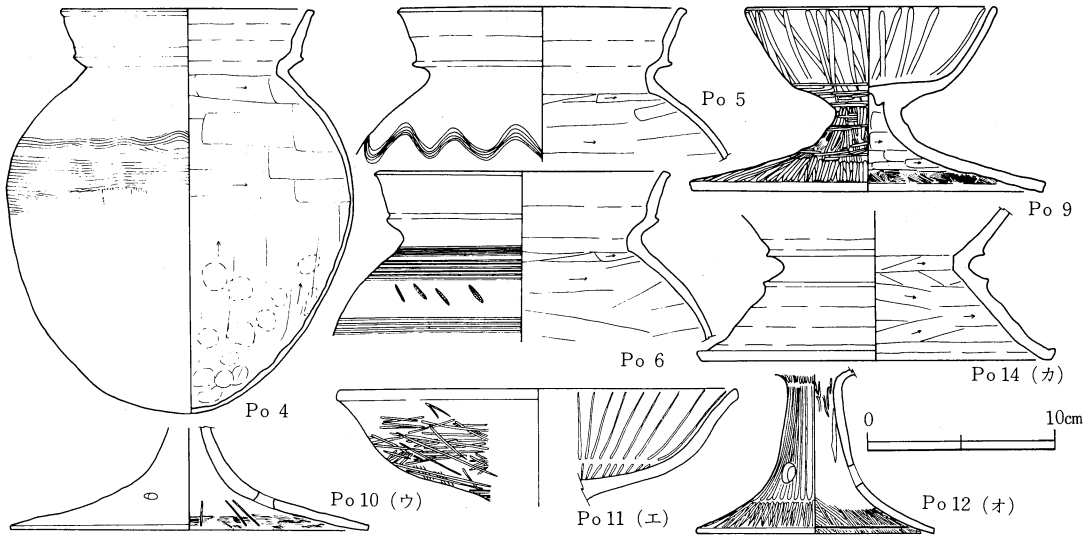 Po 5
Po 9
Po 6
Po 14（カ）
Po 4
0 10cm
Po 10（ウ）
Po 11（エ）
Po 12（オ）